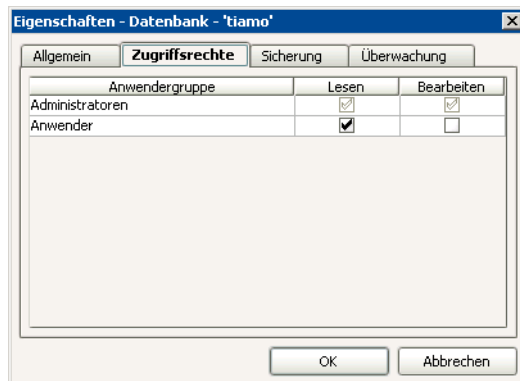 Eigenschaften - Datenbank - 'tiamo'
Allgemein Zugriffsrechte Sicherung Überwachung
Anwendergruppe Lesen Bearbeiten
Administratoren
Anwender
OK Abbrechen